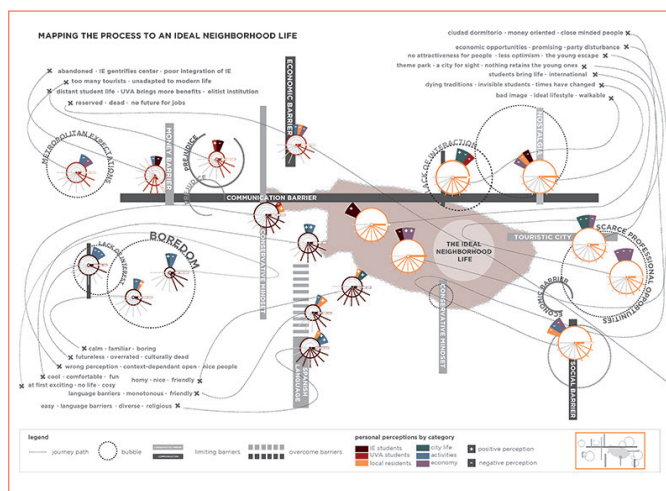 MAPPING THE PROCESS TO AN IDEAL NEIGHBORHOOD LIFE
ciudad dormitorio - money oriented - close minded people
economic opportunities - promising - party disturbance
no attractiveness for people - less optimism - the young escape
theme park - a city for sight - nothing retains the young ones
students bring life - international
dying traditions - invisible students - times have changed
bad image - ideal lifestyle - walkable
abandoned - IE gentrifies center - poor integration of IE
too many tourists - unadapted to modern life
distant student life - UVA brings more benefits - elitist institution
reserved - dead - no future for jobs
ECONOMIC BARRIER
METROPOLITAN EXPECTATIONS
MONEY BARRIER
PREJUDICE
PREJUDICE
LACK OF INTERACTION
NOSTALGIA
COMMUNICATION BARRIER
CONSERVATIVE MINDSET
LACK OF INTEREST
BOREDOM
THE IDEAL
NEIGHBORHOOD
LIFE
TOURISTIC CITY
SCARCE PROFESSIONAL OPPORTUNITIES
ECONOMIC BARRIER
CONSERVATIVE MINDSET
SPANISH
LANGUAGE
SOCIAL BARRIER
calm - familiar - boring
futureless - overrated - culturally dead
wrong perception - context-dependant open - nice people
cool - comfortable - fun
homy - nice - friendly
at first exciting - no life - cosy
language barriers - monotonous - friendly
easy - language barriers - diverse - religious
legend
journey path
bubble
limiting barriers
overcome barriers
personal perceptions by category
IE students
UVA students
local residents
city life
activities
economy
+ positive perception
- negative perception